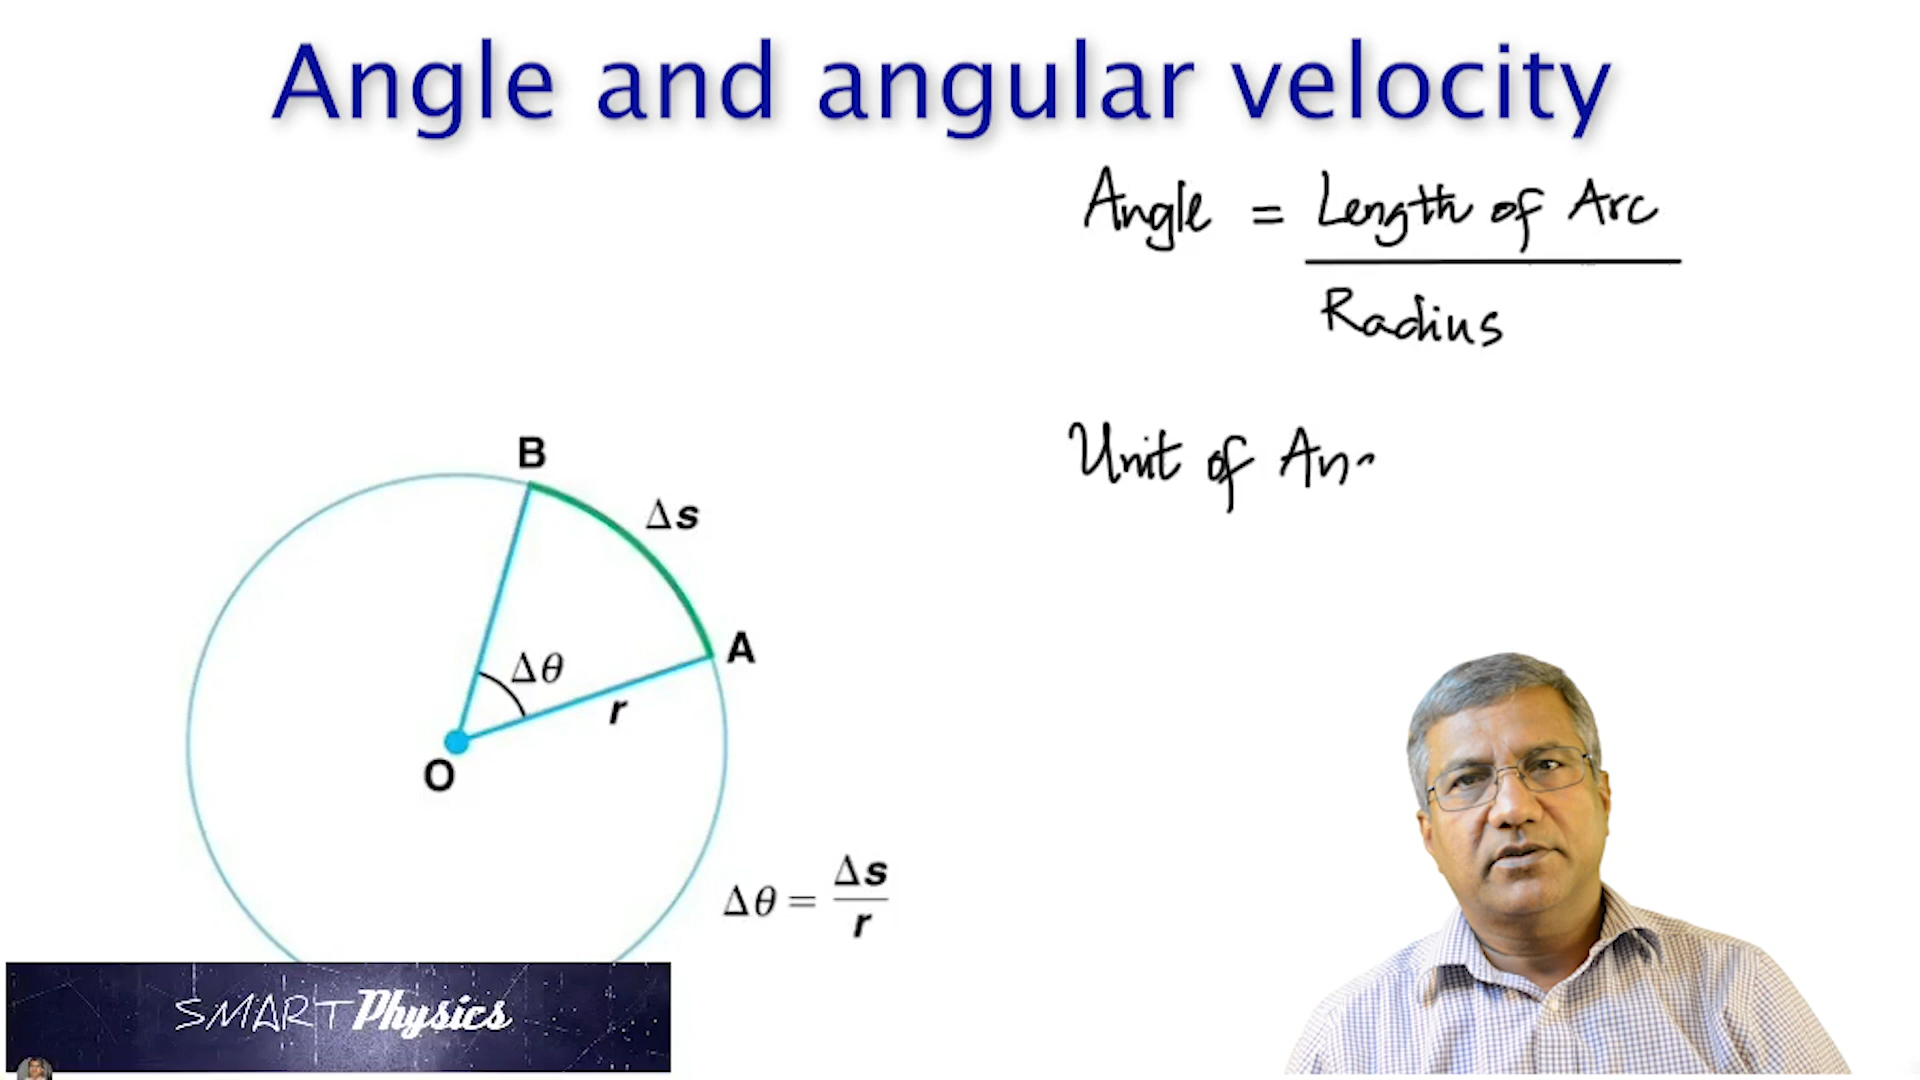 Angle and angular velocity
Angle = Length of Arc
Radius
Unit of An
B
Δs
A
Δθ
r
O
Δθ = Δs
r
SMART Physics